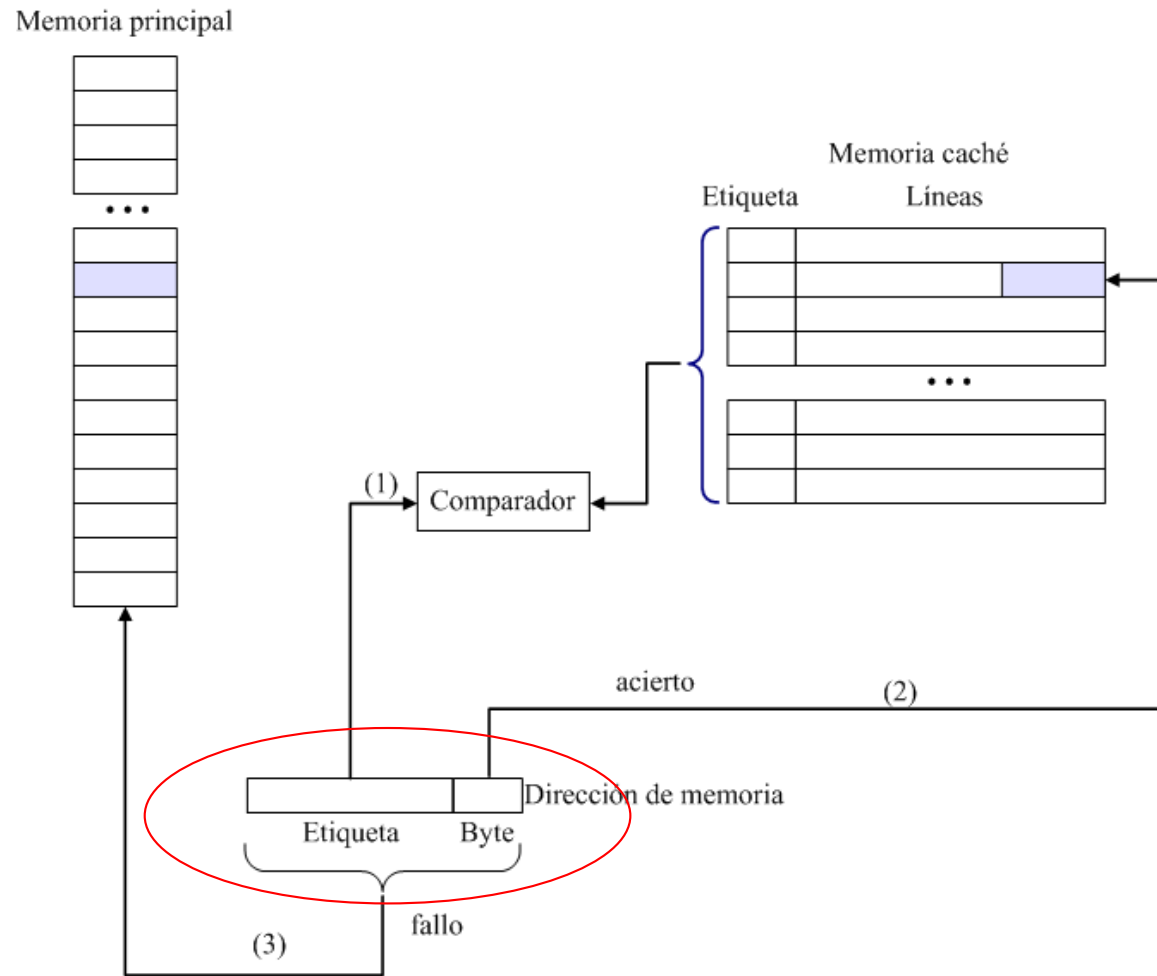 Memoria principal
• • •
Memoria caché
Etiqueta Líneas
• • •
(1)
Comparador
acierto (2)
Dirección de memoria
Etiqueta Byte
fallo
(3)